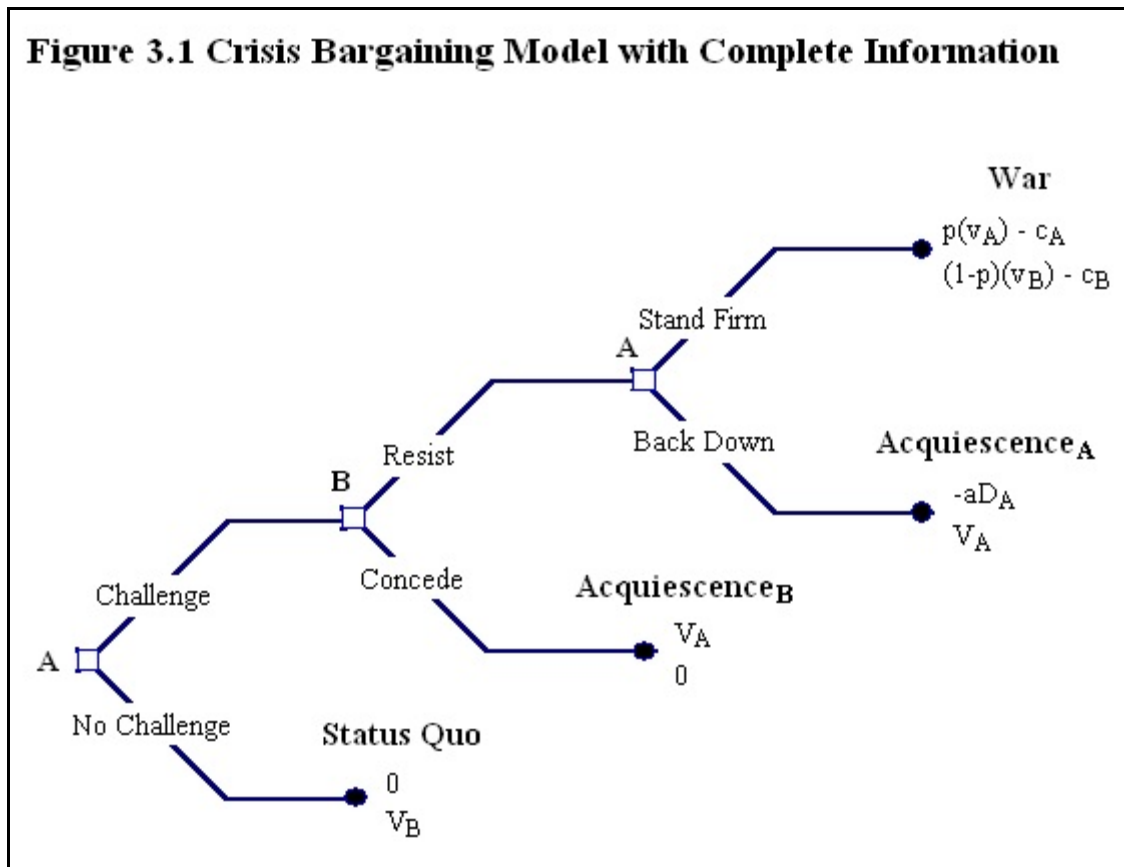 Figure 3.1 Crisis Bargaining Model with Complete Information
War
p(vA) - cA
(1-p)(vB) - cB
Stand Firm
A
Back Down
AcquiescenceA
-aDA
VA
Resist
B
Concede
AcquiescenceB
VA
0
Challenge
A
No Challenge
Status Quo
0
VB